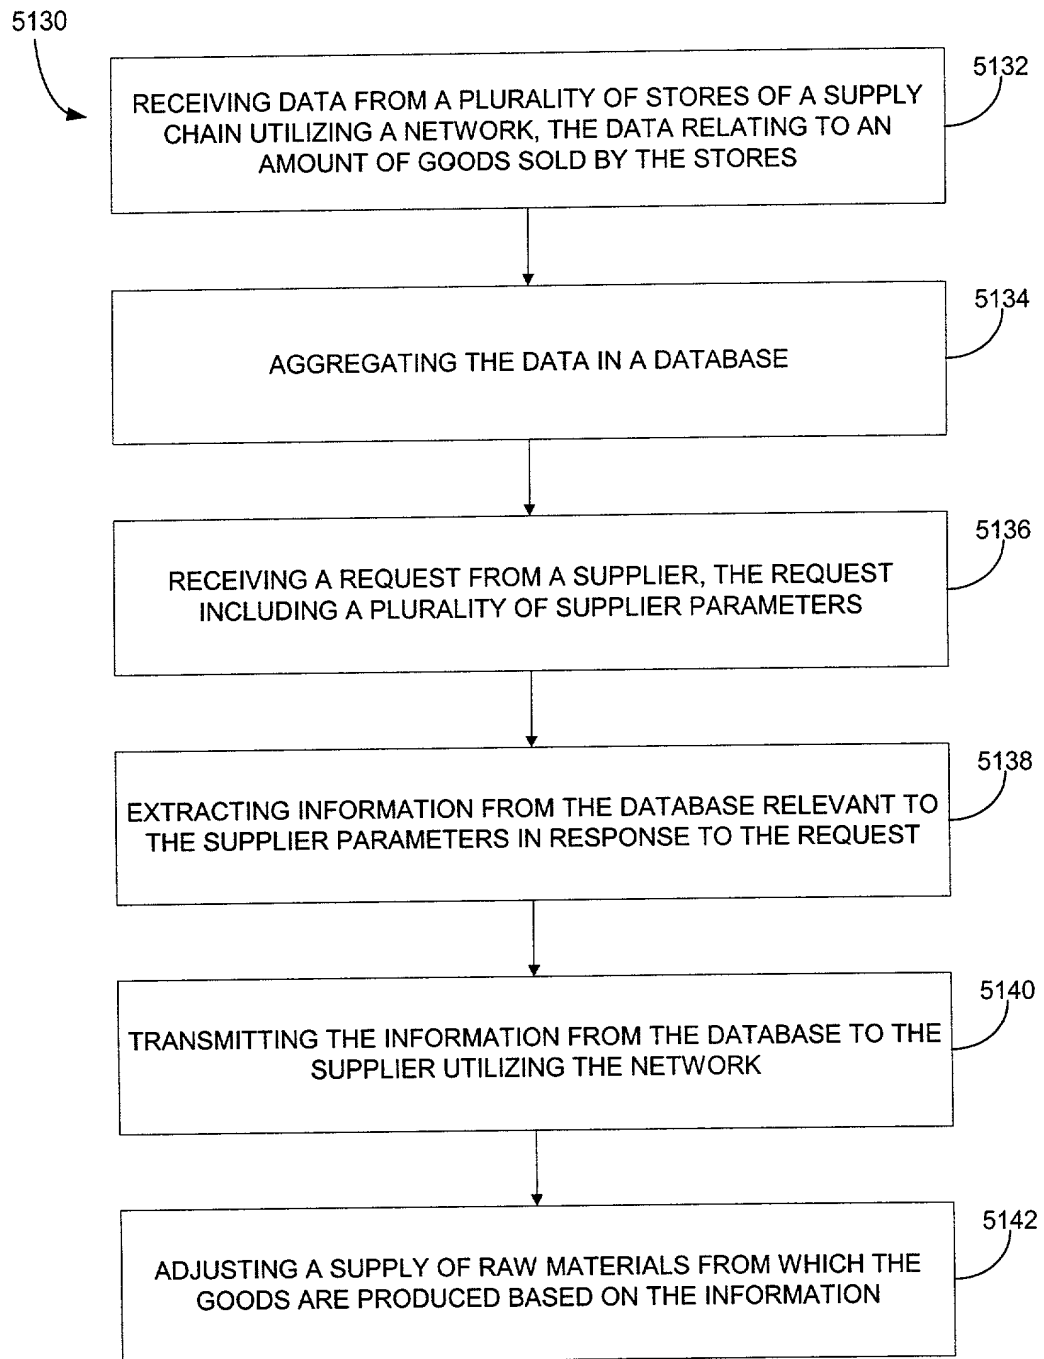 5130
5132
RECEIVING DATA FROM A PLURALITY OF STORES OF A SUPPLY
CHAIN UTILIZING A NETWORK, THE DATA RELATING TO AN
AMOUNT OF GOODS SOLD BY THE STORES
5134
AGGREGATING THE DATA IN A DATABASE
5136
RECEIVING A REQUEST FROM A SUPPLIER, THE REQUEST
INCLUDING A PLURALITY OF SUPPLIER PARAMETERS
5138
EXTRACTING INFORMATION FROM THE DATABASE RELEVANT TO
THE SUPPLIER PARAMETERS IN RESPONSE TO THE REQUEST
5140
TRANSMITTING THE INFORMATION FROM THE DATABASE TO THE
SUPPLIER UTILIZING THE NETWORK
5142
ADJUSTING A SUPPLY OF RAW MATERIALS FROM WHICH THE
GOODS ARE PRODUCED BASED ON THE INFORMATION